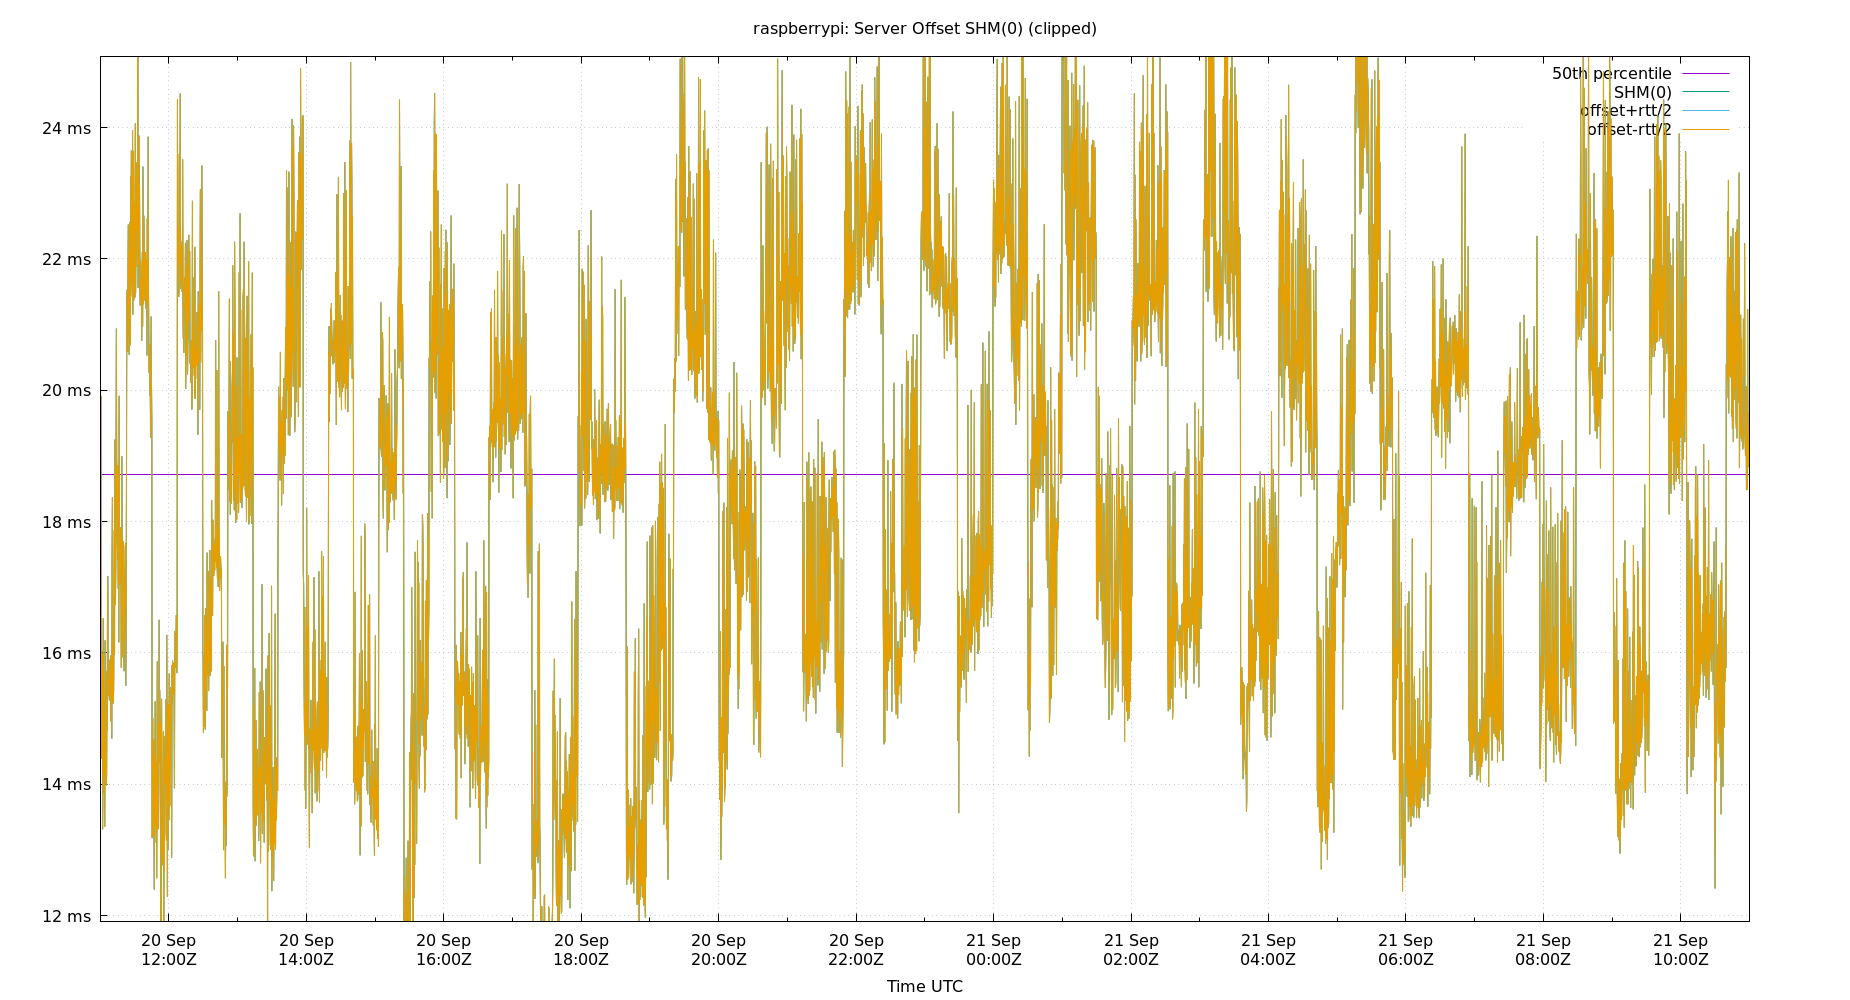 raspberrypi: Server Offset SHM(0) (clipped)
50th percentile
SHM(0)
offset+rtt/2
offset-rtt/2
24 ms
22 ms
20 ms
18 ms
16 ms
14 ms
12 ms
20 Sep 20 Sep 20 Sep 20 Sep 20 Sep 20 Sep 21 Sep 21 Sep 21 Sep 21 Sep 21 Sep 21 Sep
12:00Z 14:00Z 16:00Z 18:00Z 20:00Z 22:00Z 00:00Z 02:00Z 04:00Z 06:00Z 08:00Z 10:00Z
Time UTC